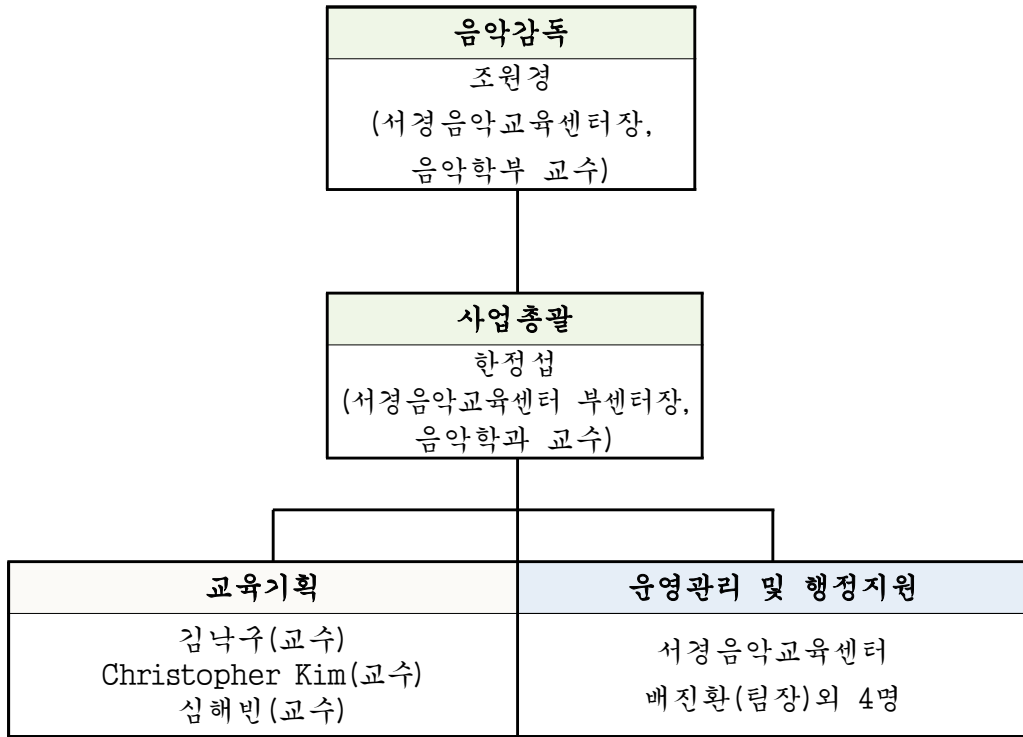 음악감독
조원경
(서경음악교육센터장,
음악학부 교수)
사업총괄
한정섭
(서경음악교육센터 부센터장,
음악학과 교수)
교육기획
김낙구(교수)
Christopher Kim(교수)
심해빈(교수)
운영관리 및 행정지원
서경음악교육센터
배진환(팀장)외 4명